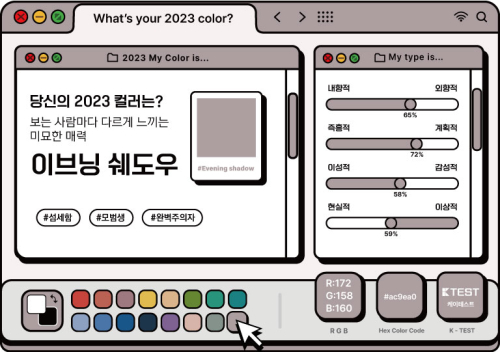 What's your 2023 color?
2023 My Color is...
당신의 2023 컬러는?
보는 사람마다 다르게 느끼는
미묘한 매력
이브닝 쉐도우
#Evening shadow
#섬세함
#모범생
#완벽주의자
My type is...
내향적 외향적
65%
즉흥적 계획적
72%
이성적 감성적
58%
현실적 이상적
59%
R:172
G:158
B:160
R G B
#ac9ea0
Hex Color Code
K TEST
케이테스트
K - TEST